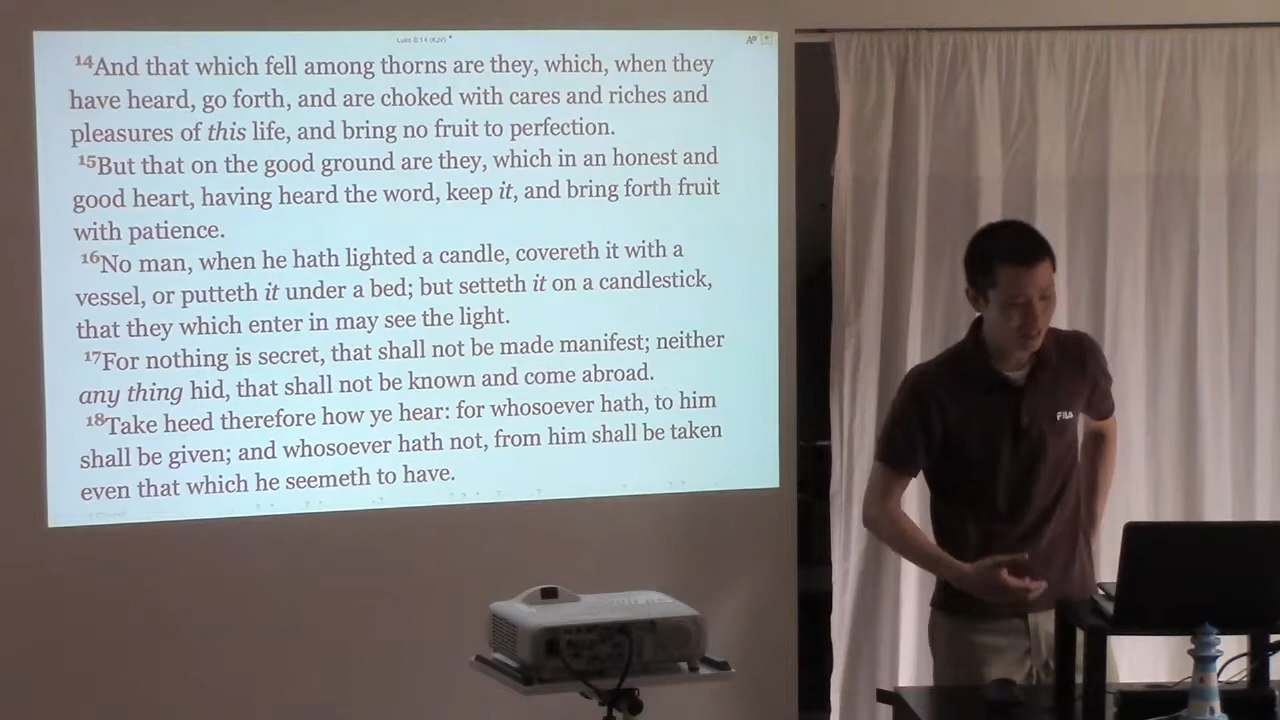 Luke 8:14 (KJV)
14And that which fell among thorns are they, which, when they
have heard, go forth, and are choked with cares and riches and
pleasures of this life, and bring no fruit to perfection.
15But that on the good ground are they, which in an honest and
good heart, having heard the word, keep it, and bring forth fruit
with patience.
16No man, when he hath lighted a candle, covereth it with a
vessel, or putteth it under a bed; but setteth it on a candlestick,
that they which enter in may see the light.
17For nothing is secret, that shall not be made manifest; neither
any thing hid, that shall not be known and come abroad.
18Take heed therefore how ye hear: for whosoever hath, to him
shall be given; and whosoever hath not, from him shall be taken
even that which he seemeth to have.
FILA